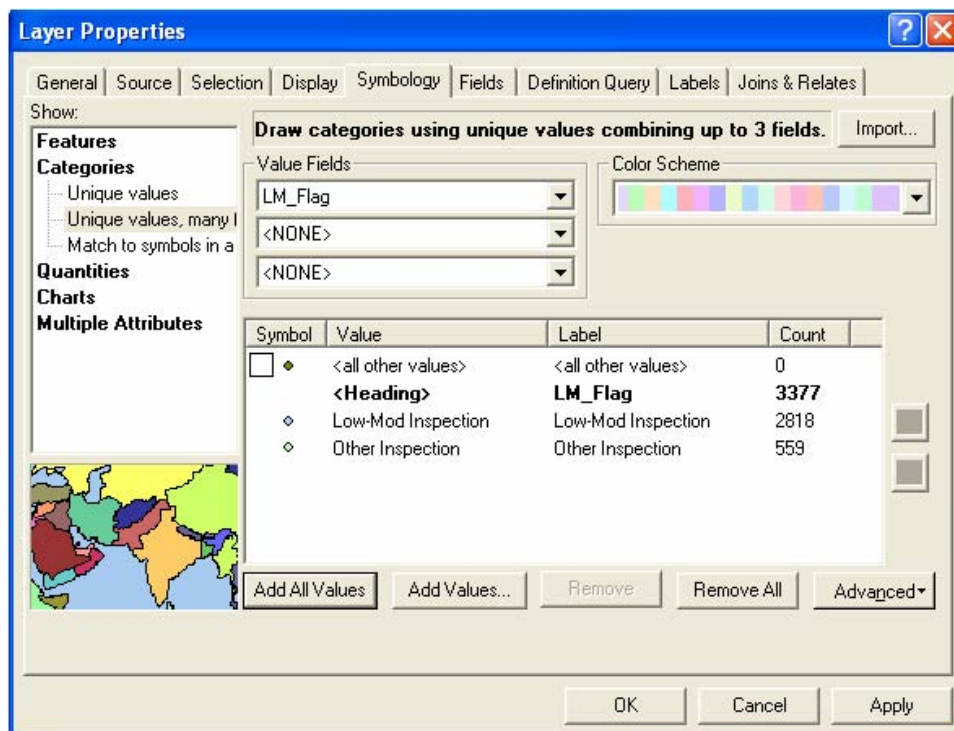 Layer Properties
General Source Selection Display Symbology Fields Definition Query Labels Joins & Relates
Show:
Features
Categories
Unique values
Unique values, many f
Match to symbols in a
Quantities
Charts
Multiple Attributes
Draw categories using unique values combining up to 3 fields.
Import...
Value Fields
LM_Flag
<NONE>
<NONE>
Color Scheme
Symbol Value Label Count
<all other values> <all other values> 0
<Heading> LM_Flag 3377
Low-Mod Inspection Low-Mod Inspection 2818
Other Inspection Other Inspection 559
Add All Values Add Values... Remove Remove All Advanced
OK Cancel Apply